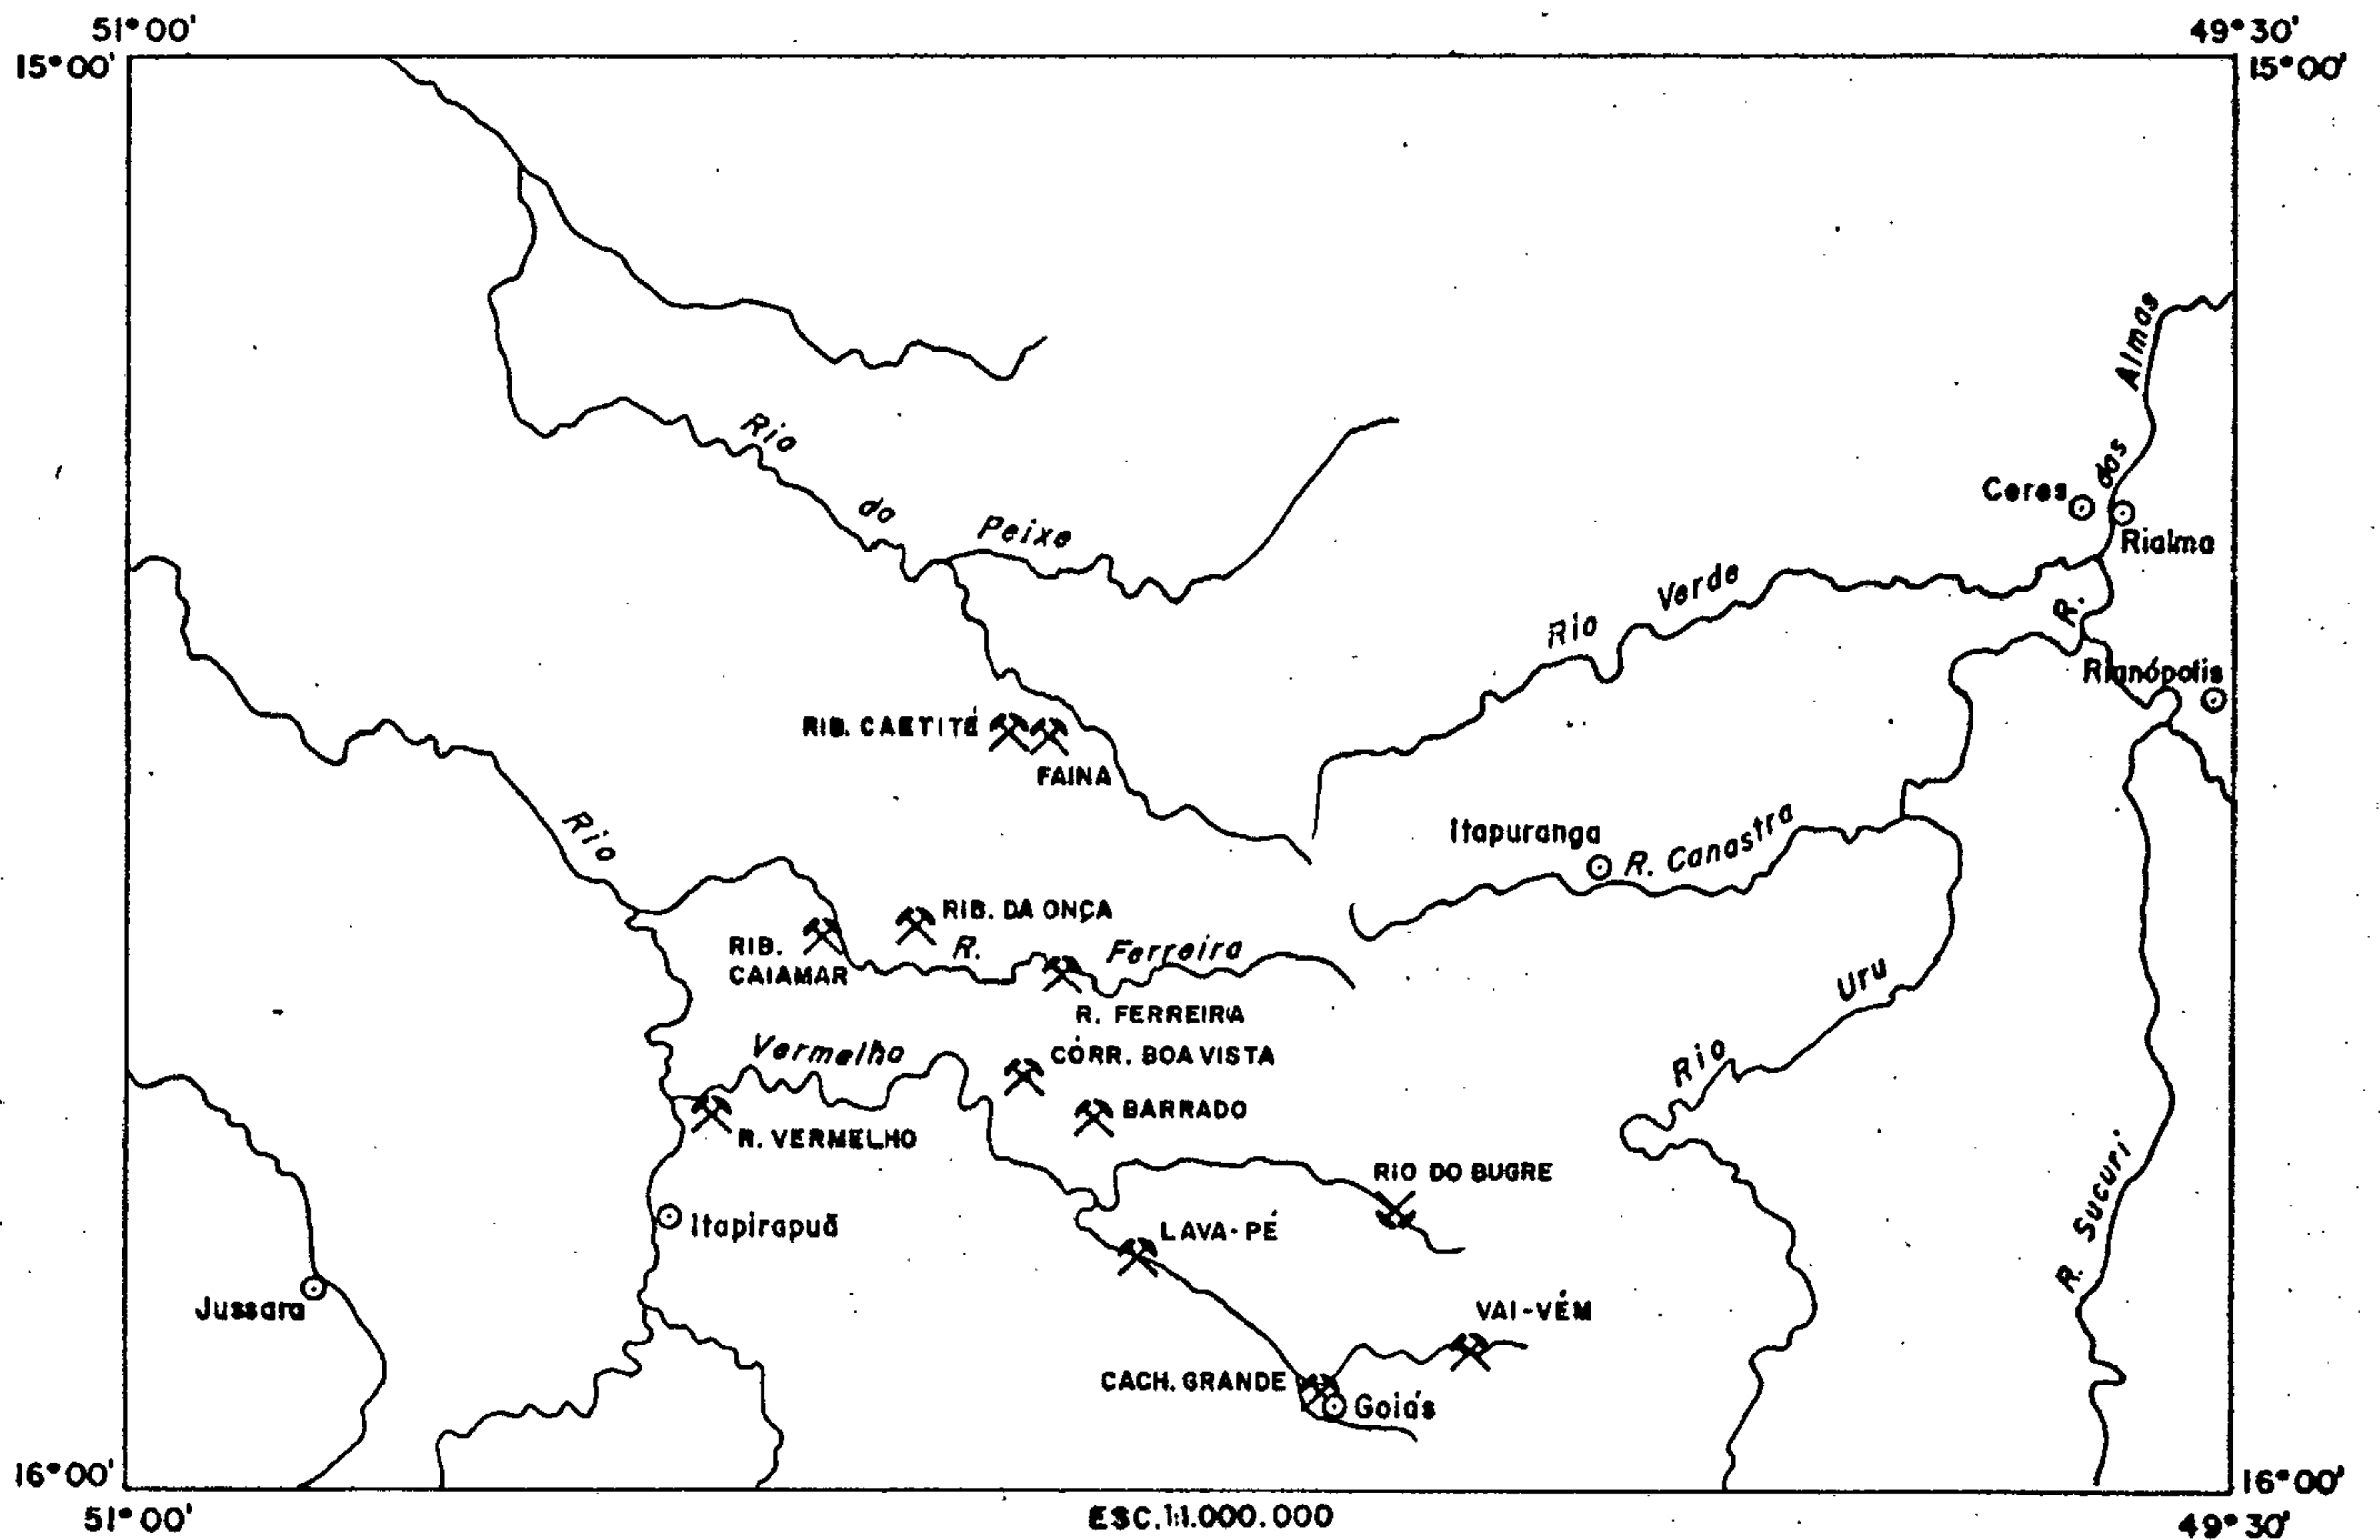 51°00'
49°30'
15°00'
15°00'
Almas
Rio
das
do
Peixe
Ceres
Rialma
Verde
Rio
R.
Rianópolis
RIB. CAETITÉ
FAINA
Rio
Itapuranga
R. Canastra
RIB. DA ONÇA
RIB.
CAIAMAR
R.
Ferreira
R. FERREIRA
Uru
Rio
Vermelho
CÓRR. BOA VISTA
BARRADO
R. VERMELHO
RIO DO BUGRE
R. Sucuri
LAVA-PÉ
Itapirapuã
Jussara
VAI-VÉM
CACH. GRANDE
Goiás
16°00'
16°00'
51°00'
ESC.1:1.000.000
49°30'